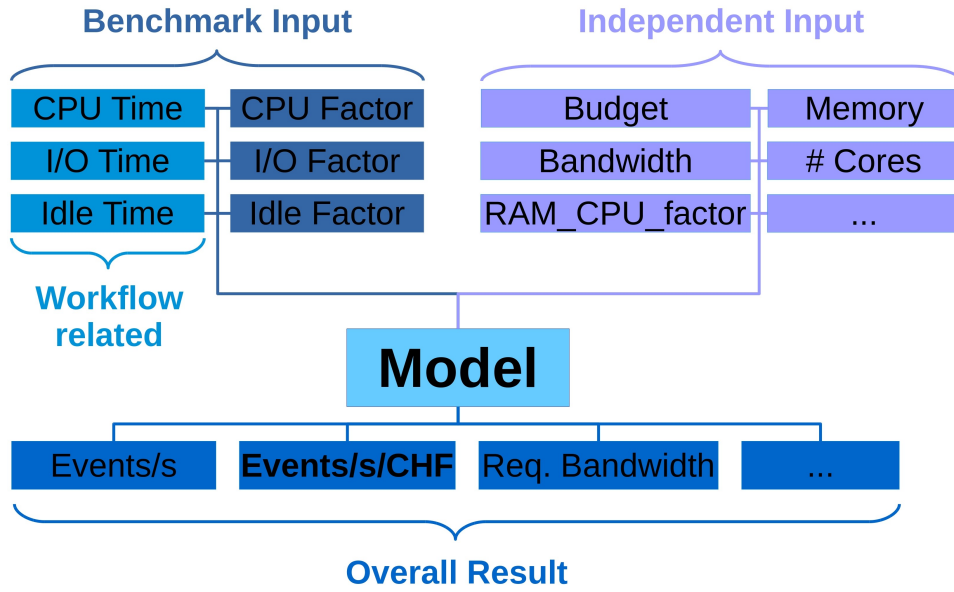 Benchmark Input
Independent Input
CPU Time
CPU Factor
Budget
Memory
I/O Time
I/O Factor
Bandwidth
# Cores
Idle Time
Idle Factor
RAM_CPU_factor
...
Workflow
related
Model
Events/s
Events/s/CHF
Req. Bandwidth
...
Overall Result